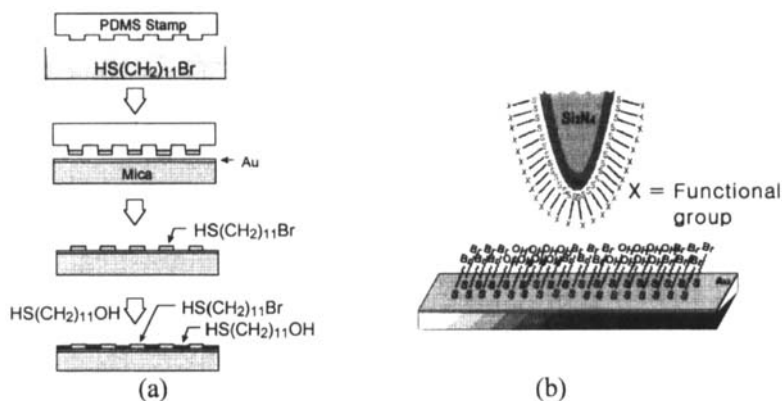 PDMS Stamp
HS(CH₂)₁₁Br
Au
Mica
HS(CH₂)₁₁Br
HS(CH₂)₁₁OH
HS(CH₂)₁₁Br
HS(CH₂)₁₁OH
(a)
Si₃N₄
X = Functional
group
(b)